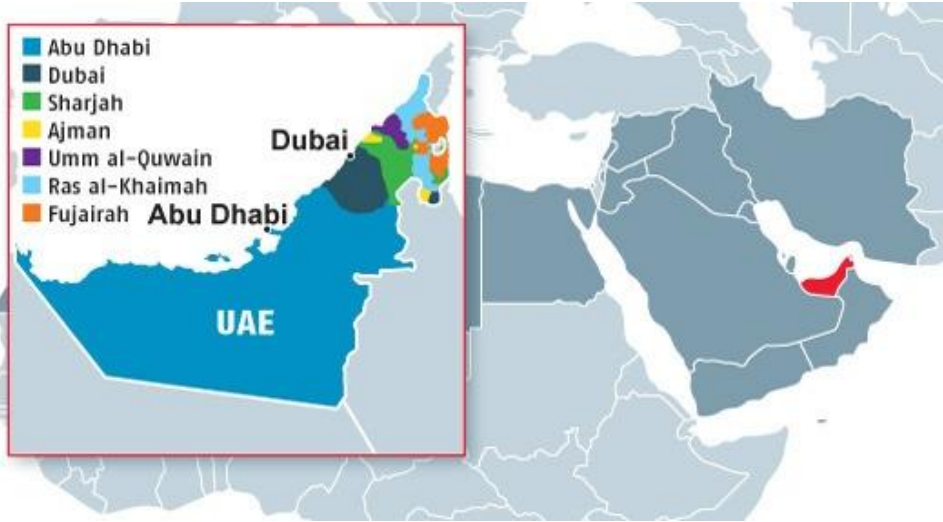 Abu Dhabi
Dubai
Sharjah
Ajman
Umm al-Quwain
Ras al-Khaimah
Fujairah
Dubai
Abu Dhabi
UAE